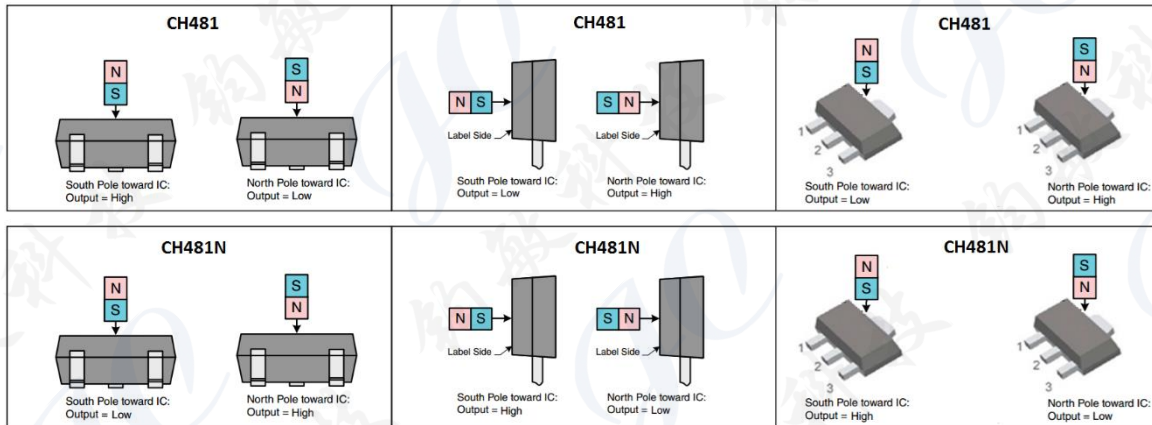 CH481
N
S
S
N
South Pole toward IC:
Output = High
North Pole toward IC:
Output = Low
CH481
N S
S N
Label Side
Label Side
South Pole toward IC:
Output = Low
North Pole toward IC:
Output = High
CH481
N
S
S
N
1
2
3
1
2
3
South Pole toward IC:
Output = Low
North Pole toward IC:
Output = High
CH481N
N
S
S
N
South Pole toward IC:
Output = Low
North Pole toward IC:
Output = High
CH481N
N S
S N
Label Side
Label Side
South Pole toward IC:
Output = High
North Pole toward IC:
Output = Low
CH481N
N
S
S
N
1
2
3
1
2
3
South Pole toward IC:
Output = High
North Pole toward IC:
Output = Low